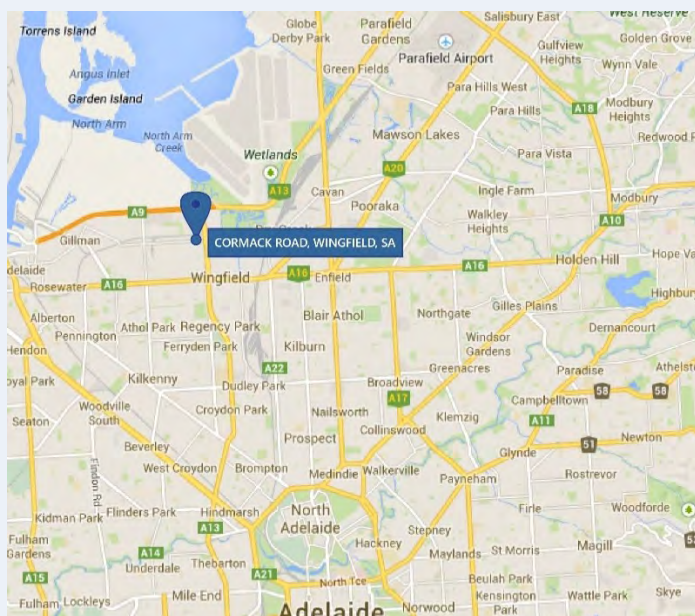 Globe
Derby Park
Parafield
Gardens
Salisbury East
West Reserve
Torrens Island
Golden Grove
Gulfview
Heights
Parafield Airport
Wynn Vale
Angus Inlet
Green Fields
Para Hills West
Modbury
Heights
Garden Island
Para Hills
A18
North Arm
North Arm
Creek
Mawson Lakes
Redwood P
Wetlands
Para Vista
A20
A13
Cavan
Ingle Farm
Modbury
Pooraka
A9
Walkley
Heights
A10
Gillman
CORMACK ROAD, WINGFIELD, SA
Hope Va
Holden Hill
delaide
Wingfield
A16
Enfield
A16
Rosewater
A16
Highbury
Gilles Plains
Alberton
Athol Park
Regency Park
Blair Athol
Northgate
Dernancourt
Pennington
Ferryden Park
Windsor
Gardens
Hendon
Kilburn
Greenacres
Paradise
Athelst
oyal Park
Kilkenny
A22
Dudley Park
Broadview
58
58
Woodville
South
Croydon Park
A17
Campbelltown
Seaton
Nailsworth
Klemzig
A11
Collinswood
Newton
Beverley
Prospect
51
Glynde
West Croydon
Brompton
Medindie
Walkerville
Findon Rd
Payneham
Rostrevor
North
Adelaide
Kidman Park
Flinders Park
Hindmarsh
Firle
Woodforde
A13
Stepney
Fulham
Gardens
A14
Hackney
St Morris
Magill
Underdale
Thebarton
Maylands
A15
A21
North Tce
Beulah Park
Fulham
Lockleys
Mile End
Kensington
Wattle Park
Skye
Adelaide
Norwood